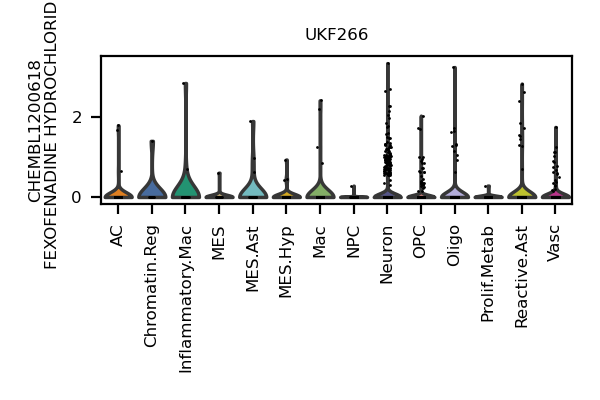 UKF266
CHEMBL1200618
FEXOFENADINE HYDROCHLORID
2
0
AC
Chromatin.Reg
Inflammatory.Mac
MES
MES.Ast
MES.Hyp
Mac
NPC
Neuron
OPC
Oligo
Prolif.Metab
Reactive.Ast
Vasc